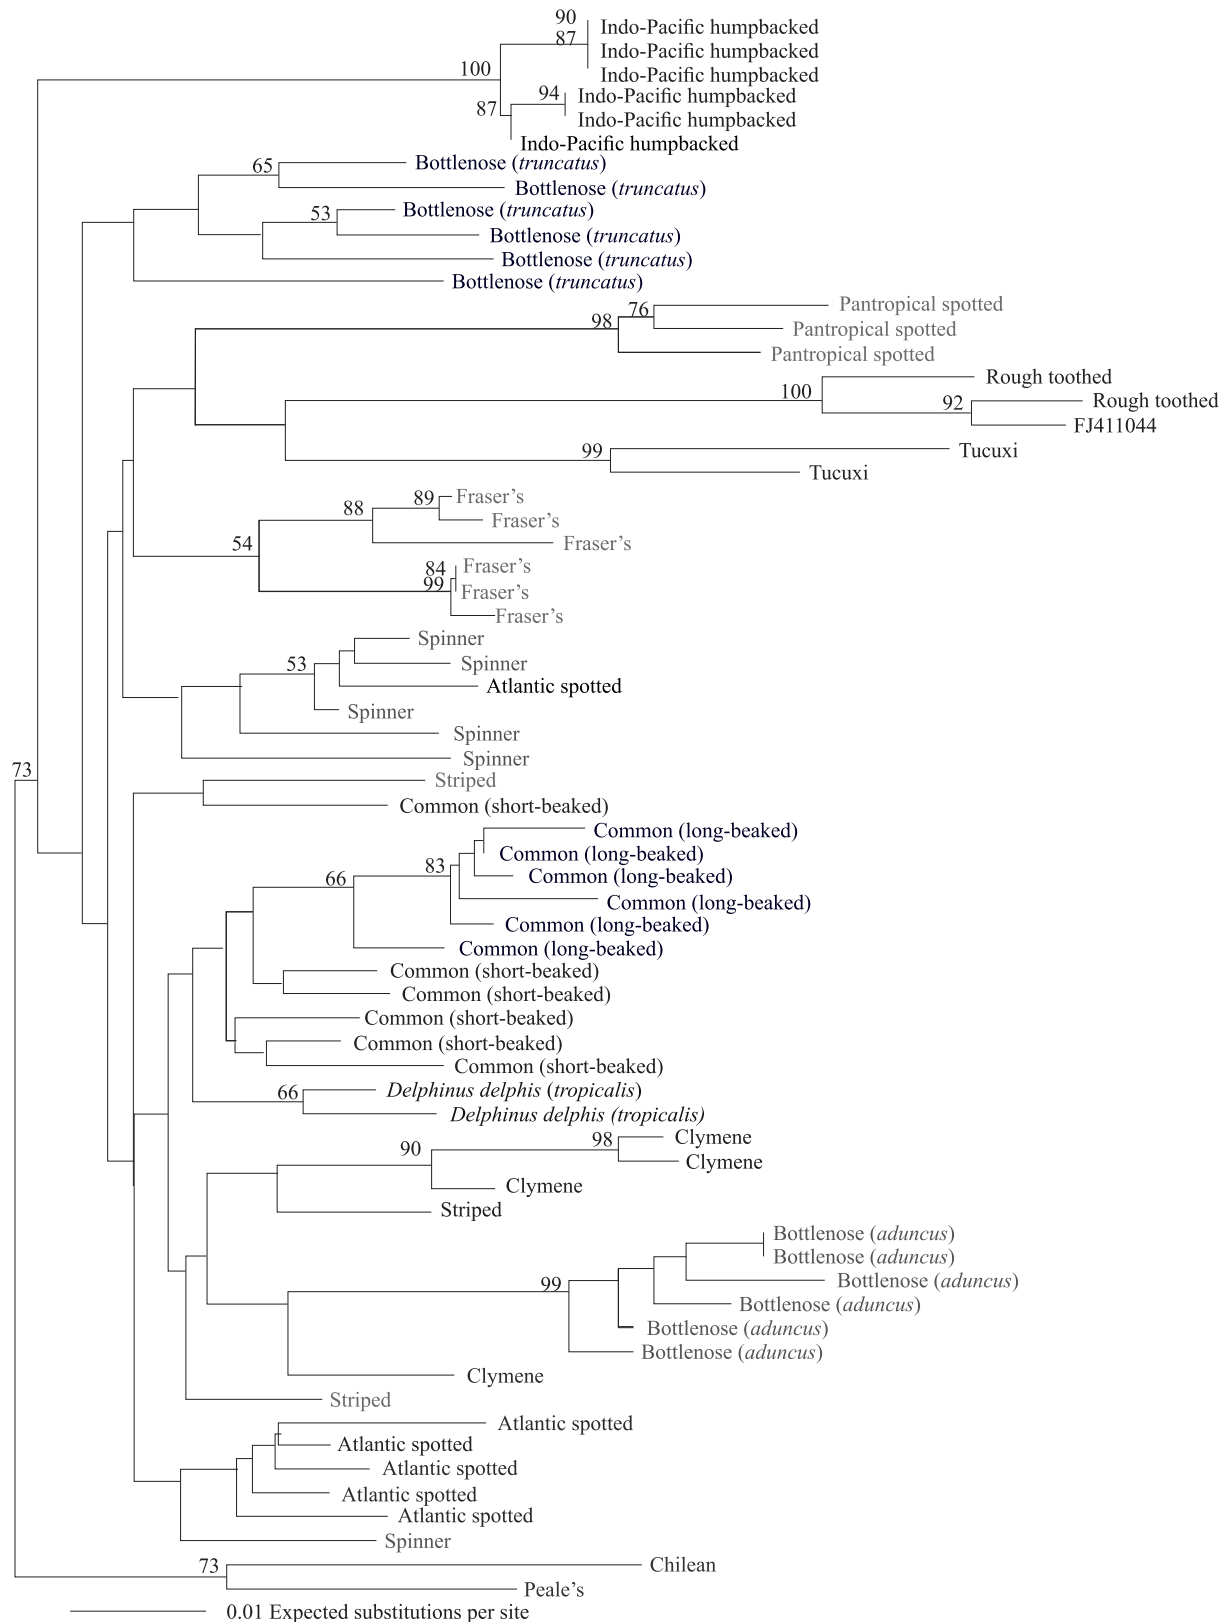 90
Indo-Pacific humpbacked
87
Indo-Pacific humpbacked
100
Indo-Pacific humpbacked
94
Indo-Pacific humpbacked
87
Indo-Pacific humpbacked
Indo-Pacific humpbacked
65
Bottlenose (truncatus)
Bottlenose (truncatus)
53
Bottlenose (truncatus)
Bottlenose (truncatus)
Bottlenose (truncatus)
Bottlenose (truncatus)
76
Pantropical spotted
98
Pantropical spotted
Pantropical spotted
Rough toothed
100
92
Rough toothed
FJ411044
99
Tucuxi
Tucuxi
89
Fraser’s
88
Fraser’s
54
Fraser’s
84
Fraser’s
99
Fraser’s
Fraser’s
Spinner
53
Spinner
Atlantic spotted
Spinner
Spinner
Spinner
73
Striped
Common (short-beaked)
Common (long-beaked)
Common (long-beaked)
83
66
Common (long-beaked)
Common (long-beaked)
Common (long-beaked)
Common (long-beaked)
Common (short-beaked)
Common (short-beaked)
Common (short-beaked)
Common (short-beaked)
Common (short-beaked)
66
Delphinus delphis (tropicalis)
Delphinus delphis (tropicalis)
98
Clymene
90
Clymene
Clymene
Striped
Bottlenose (aduncus)
Bottlenose (aduncus)
99
Bottlenose (aduncus)
Bottlenose (aduncus)
Bottlenose (aduncus)
Bottlenose (aduncus)
Clymene
Striped
Atlantic spotted
Atlantic spotted
Atlantic spotted
Atlantic spotted
Atlantic spotted
Spinner
73
Chilean
Peale’s
0.01 Expected substitutions per site